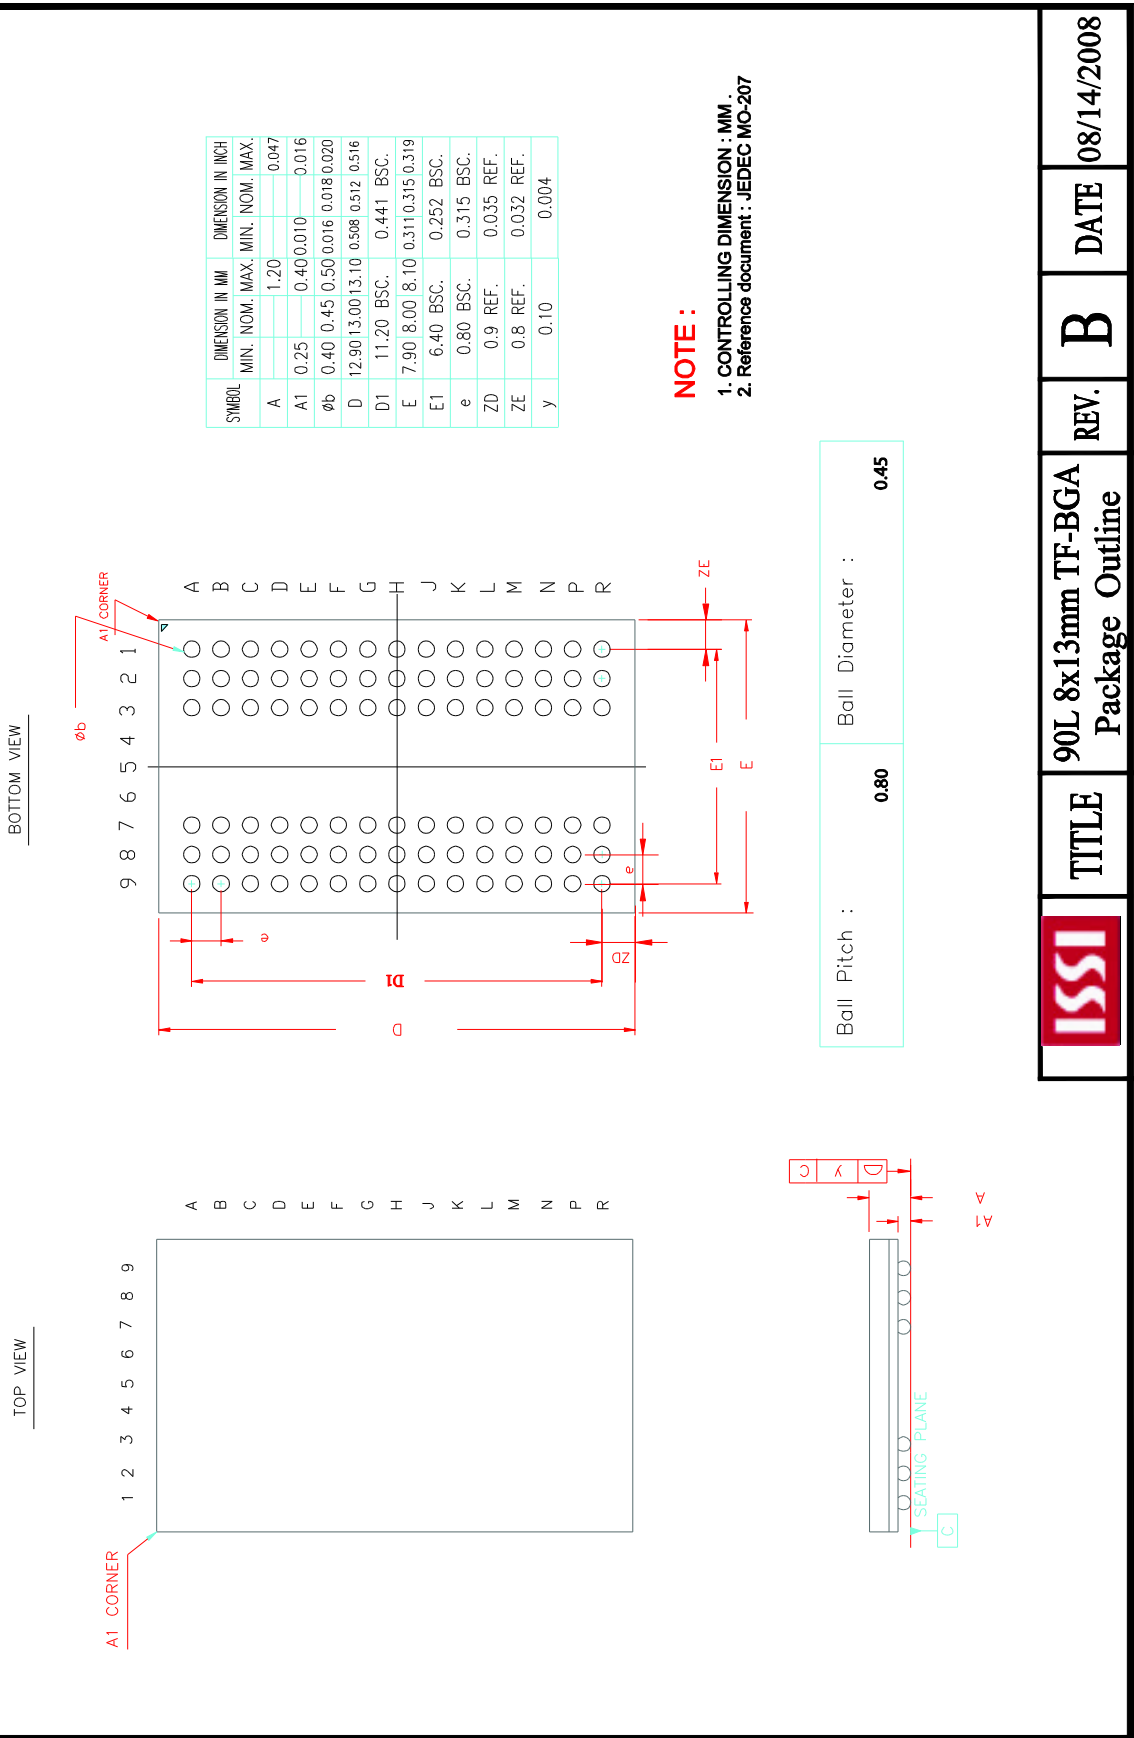 TOP VIEW
A1 CORNER
1 2 3 4 5 6 7 8 9
A
B
C
D
E
F
G
H
J
K
L
M
N
P
R
BOTTOM VIEW
øb
A1 CORNER
9 8 7 6 5 4 3 2 1
A
B
C
D
E
F
G
H
J
K
L
M
N
P
R
e
D1
D
ZD
e
E1
E
ZE
SYMBOL DIMENSION IN MM DIMENSION IN INCH
MIN. NOM. MAX. MIN. NOM. MAX.
A 1.20 0.047
A1 0.25 0.40 0.010 0.016
øb 0.40 0.45 0.50 0.016 0.018 0.020
D 12.90 13.00 13.10 0.508 0.512 0.516
D1 11.20 BSC. 0.441 BSC.
E 7.90 8.00 8.10 0.311 0.315 0.319
E1 6.40 BSC. 0.252 BSC.
e 0.80 BSC. 0.315 BSC.
ZD 0.9 REF. 0.035 REF.
ZE 0.8 REF. 0.032 REF.
y 0.10 0.004
NOTE :
1. CONTROLLING DIMENSION : MM .
2. Reference document : JEDEC MO-207
C y D
A
A1
SEATING PLANE
C
Ball Pitch : 0.80
Ball Diameter : 0.45
ISSI
TITLE
90L 8x13mm TF-BGA
Package Outline
REV.
B
DATE
08/14/2008